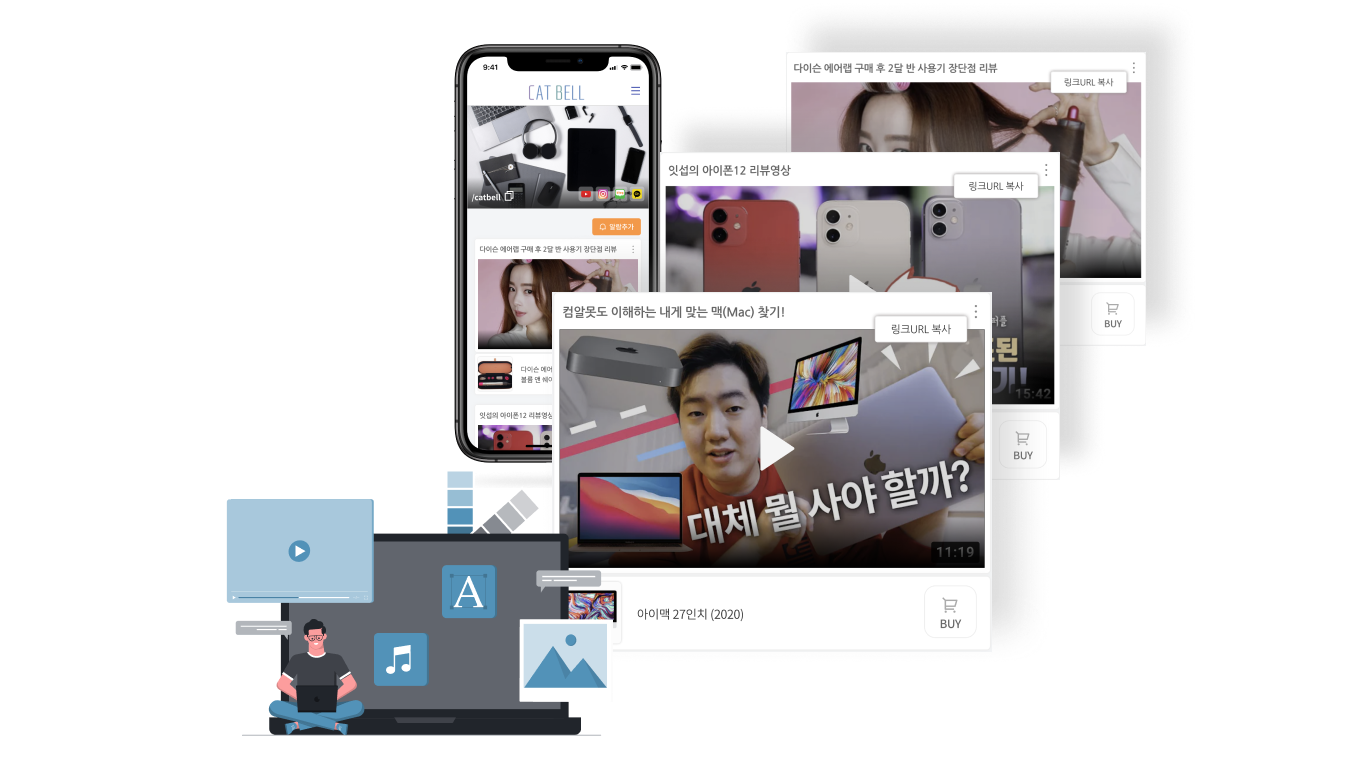 9:41
CAT BELL
/catbell
알람추가
다이슨 에어랩 구매 후 2달 반 사용기 장단점 리뷰
다이슨 에어
볼륨 앤 쉐이
잇섭의 아이폰12 리뷰영상
다이슨 에어랩 구매 후 2달 반 사용기 장단점 리뷰
링크URL 복사
BUY
잇섭의 아이폰12 리뷰영상
링크URL 복사
된
기!
15:42
BUY
컴알못도 이해하는 내게 맞는 맥(Mac) 찾기!
링크URL 복사
대체 뭘 사야 할까?
11:19
아이맥 27인치 (2020)
BUY
A